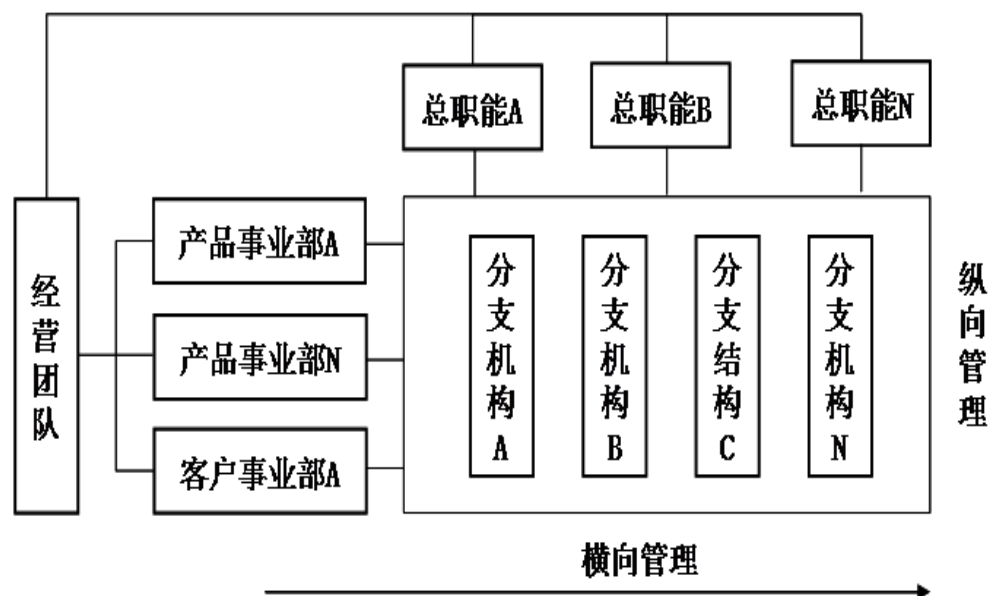 总职能A
总职能B
总职能N
经营团队
产品事业部A
产品事业部N
客户事业部A
分支机构A
分支机构B
分支结构C
分支机构N
纵向管理
横向管理